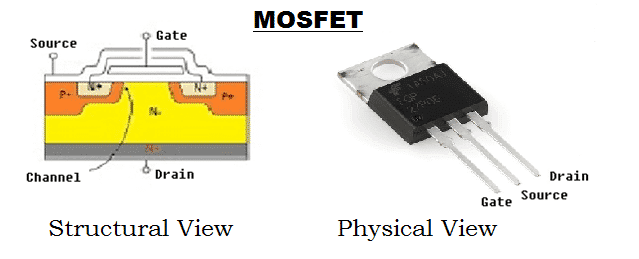 MOSFET
Source
Gate
N+
N+
P+
P+
N-
N+
Channel
Drain
Drain
Source
Gate
Structural View
Physical View